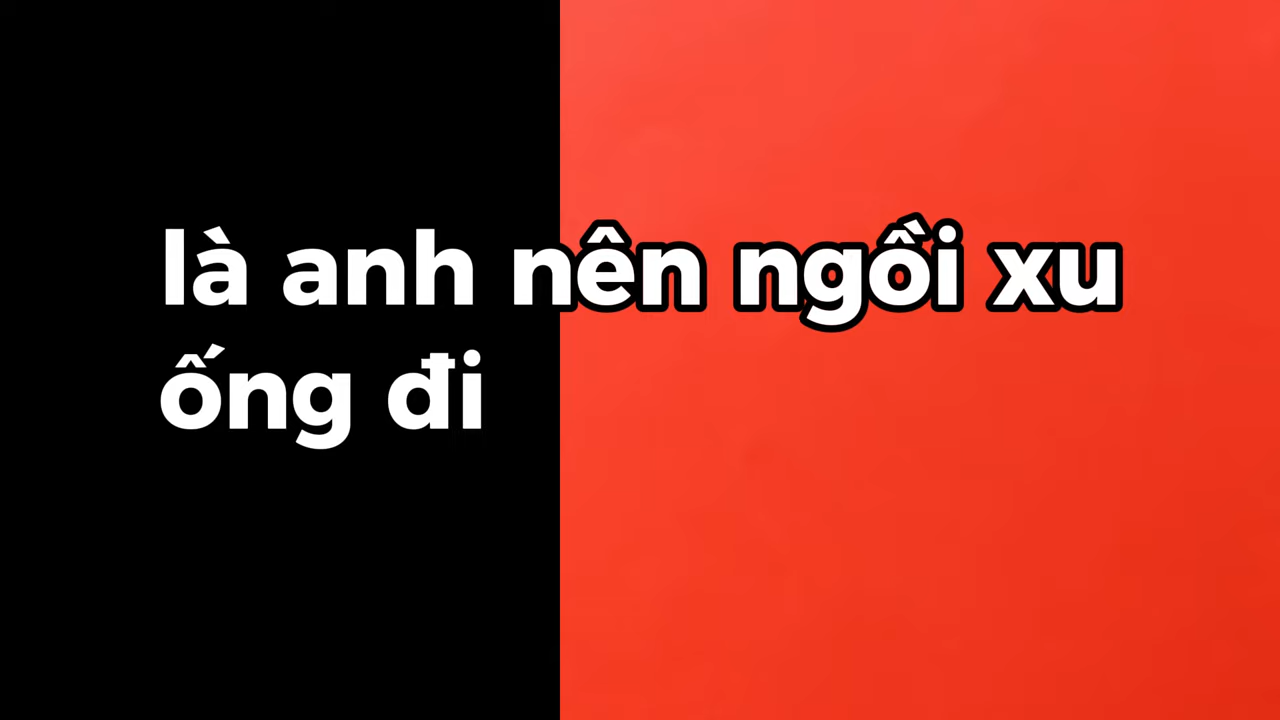 là anh nên ngồi xu
ống đi